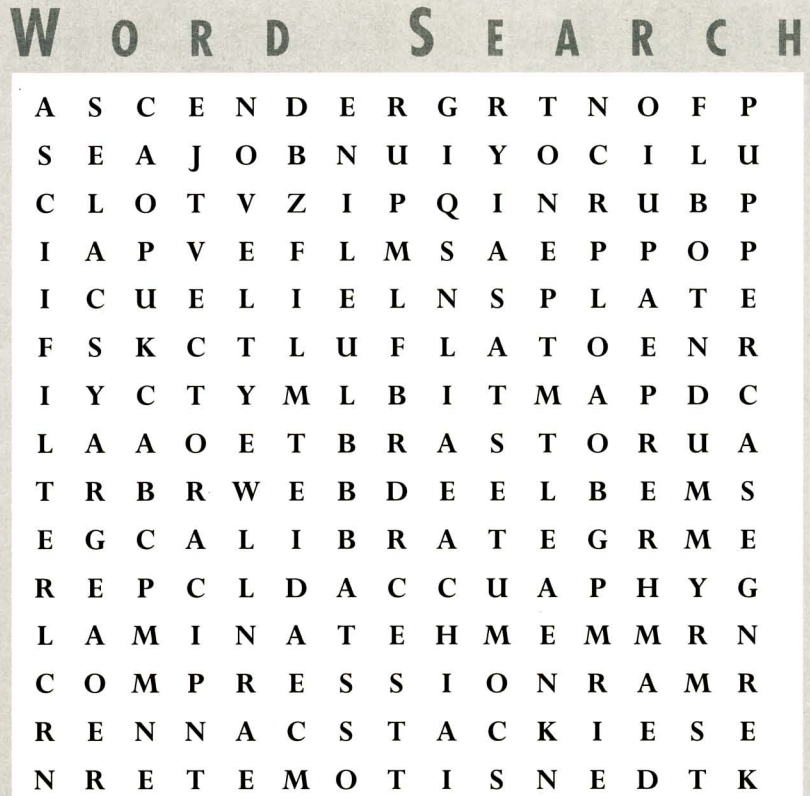 WORD SEARCH
A S C E N D E R G R T N O F P
S E A J O B N U I Y O C I L U
C L O T V Z I P Q I N R U B P
I A P V E F L M S A E P P O P
I C U E L I E L N S P L A T E
F S K C T L U F L A T O E N R
I Y C T Y M L B I T M A P D C
L A A O E T B R A S T O R U A
T R B R W E B D E E L B E M S
E G C A L I B R A T E G R M E
R E P C L D A C C U A P H Y G
L A M I N A T E H M E M M R N
C O M P R E S S I O N R A M R
R E N N A C S T A C K I E S E
N R E T E M O T I S N E D T K